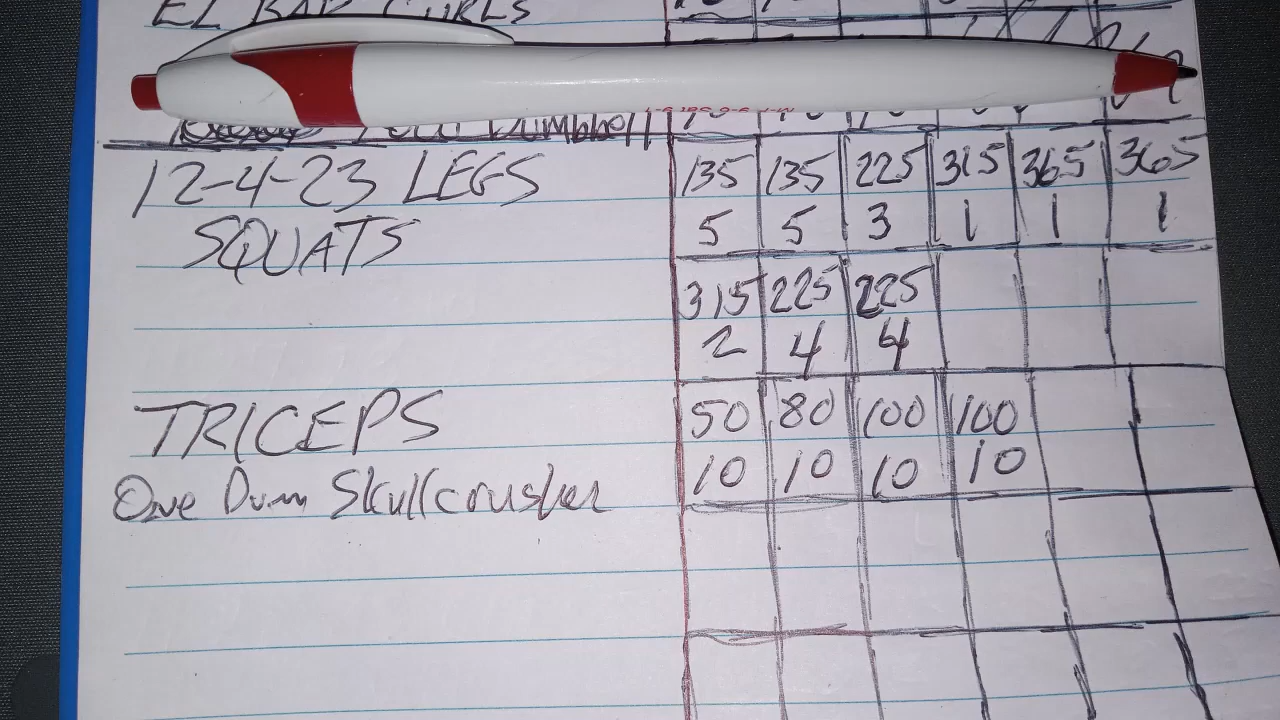 EZ BAR CURLS
Dumbbell
12-4-23 LEGS 135 135 225 315 365 365
SQUATS 5 5 3 1 1 1
315 225 225
2 4 4
TRICEPS 50 80 100 100
One Dum Skullcrusher 10 10 10 10